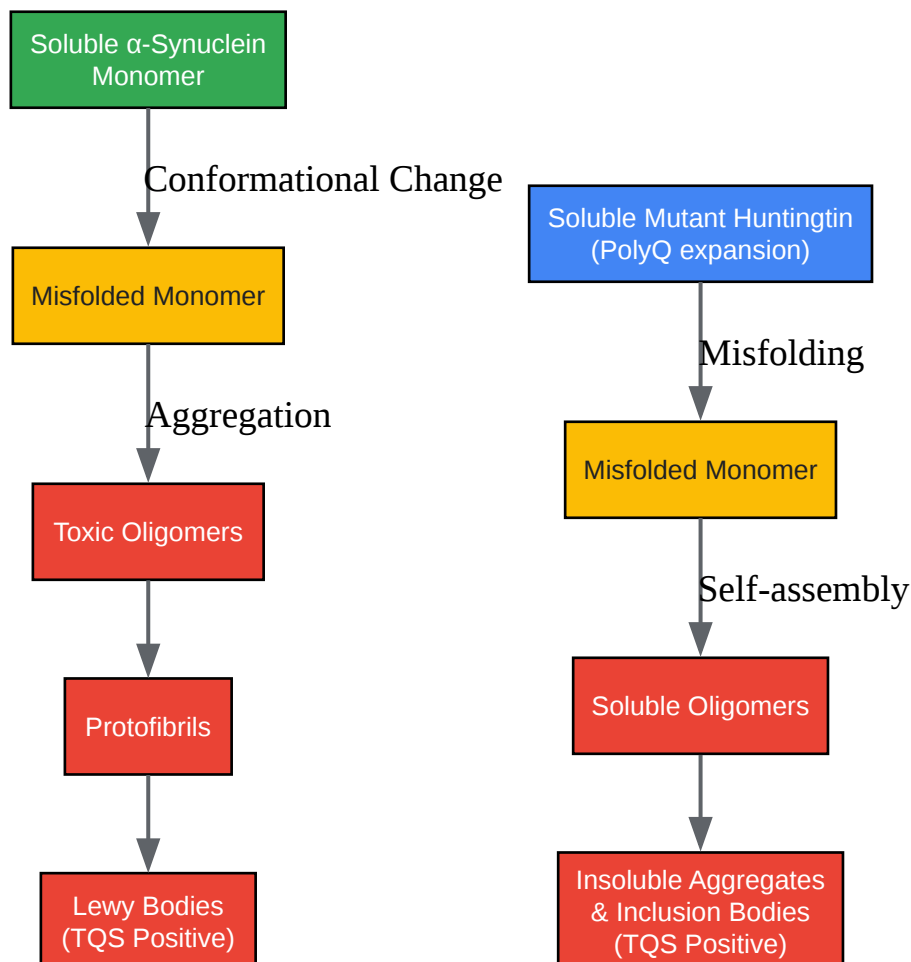 Soluble α-Synuclein
Monomer
Conformational Change
Misfolded Monomer
Aggregation
Toxic Oligomers
Protofibrils
Lewy Bodies
(TQS Positive)
Soluble Mutant Huntingtin
(PolyQ expansion)
Misfolding
Misfolded Monomer
Self-assembly
Soluble Oligomers
Insoluble Aggregates
& Inclusion Bodies
(TQS Positive)